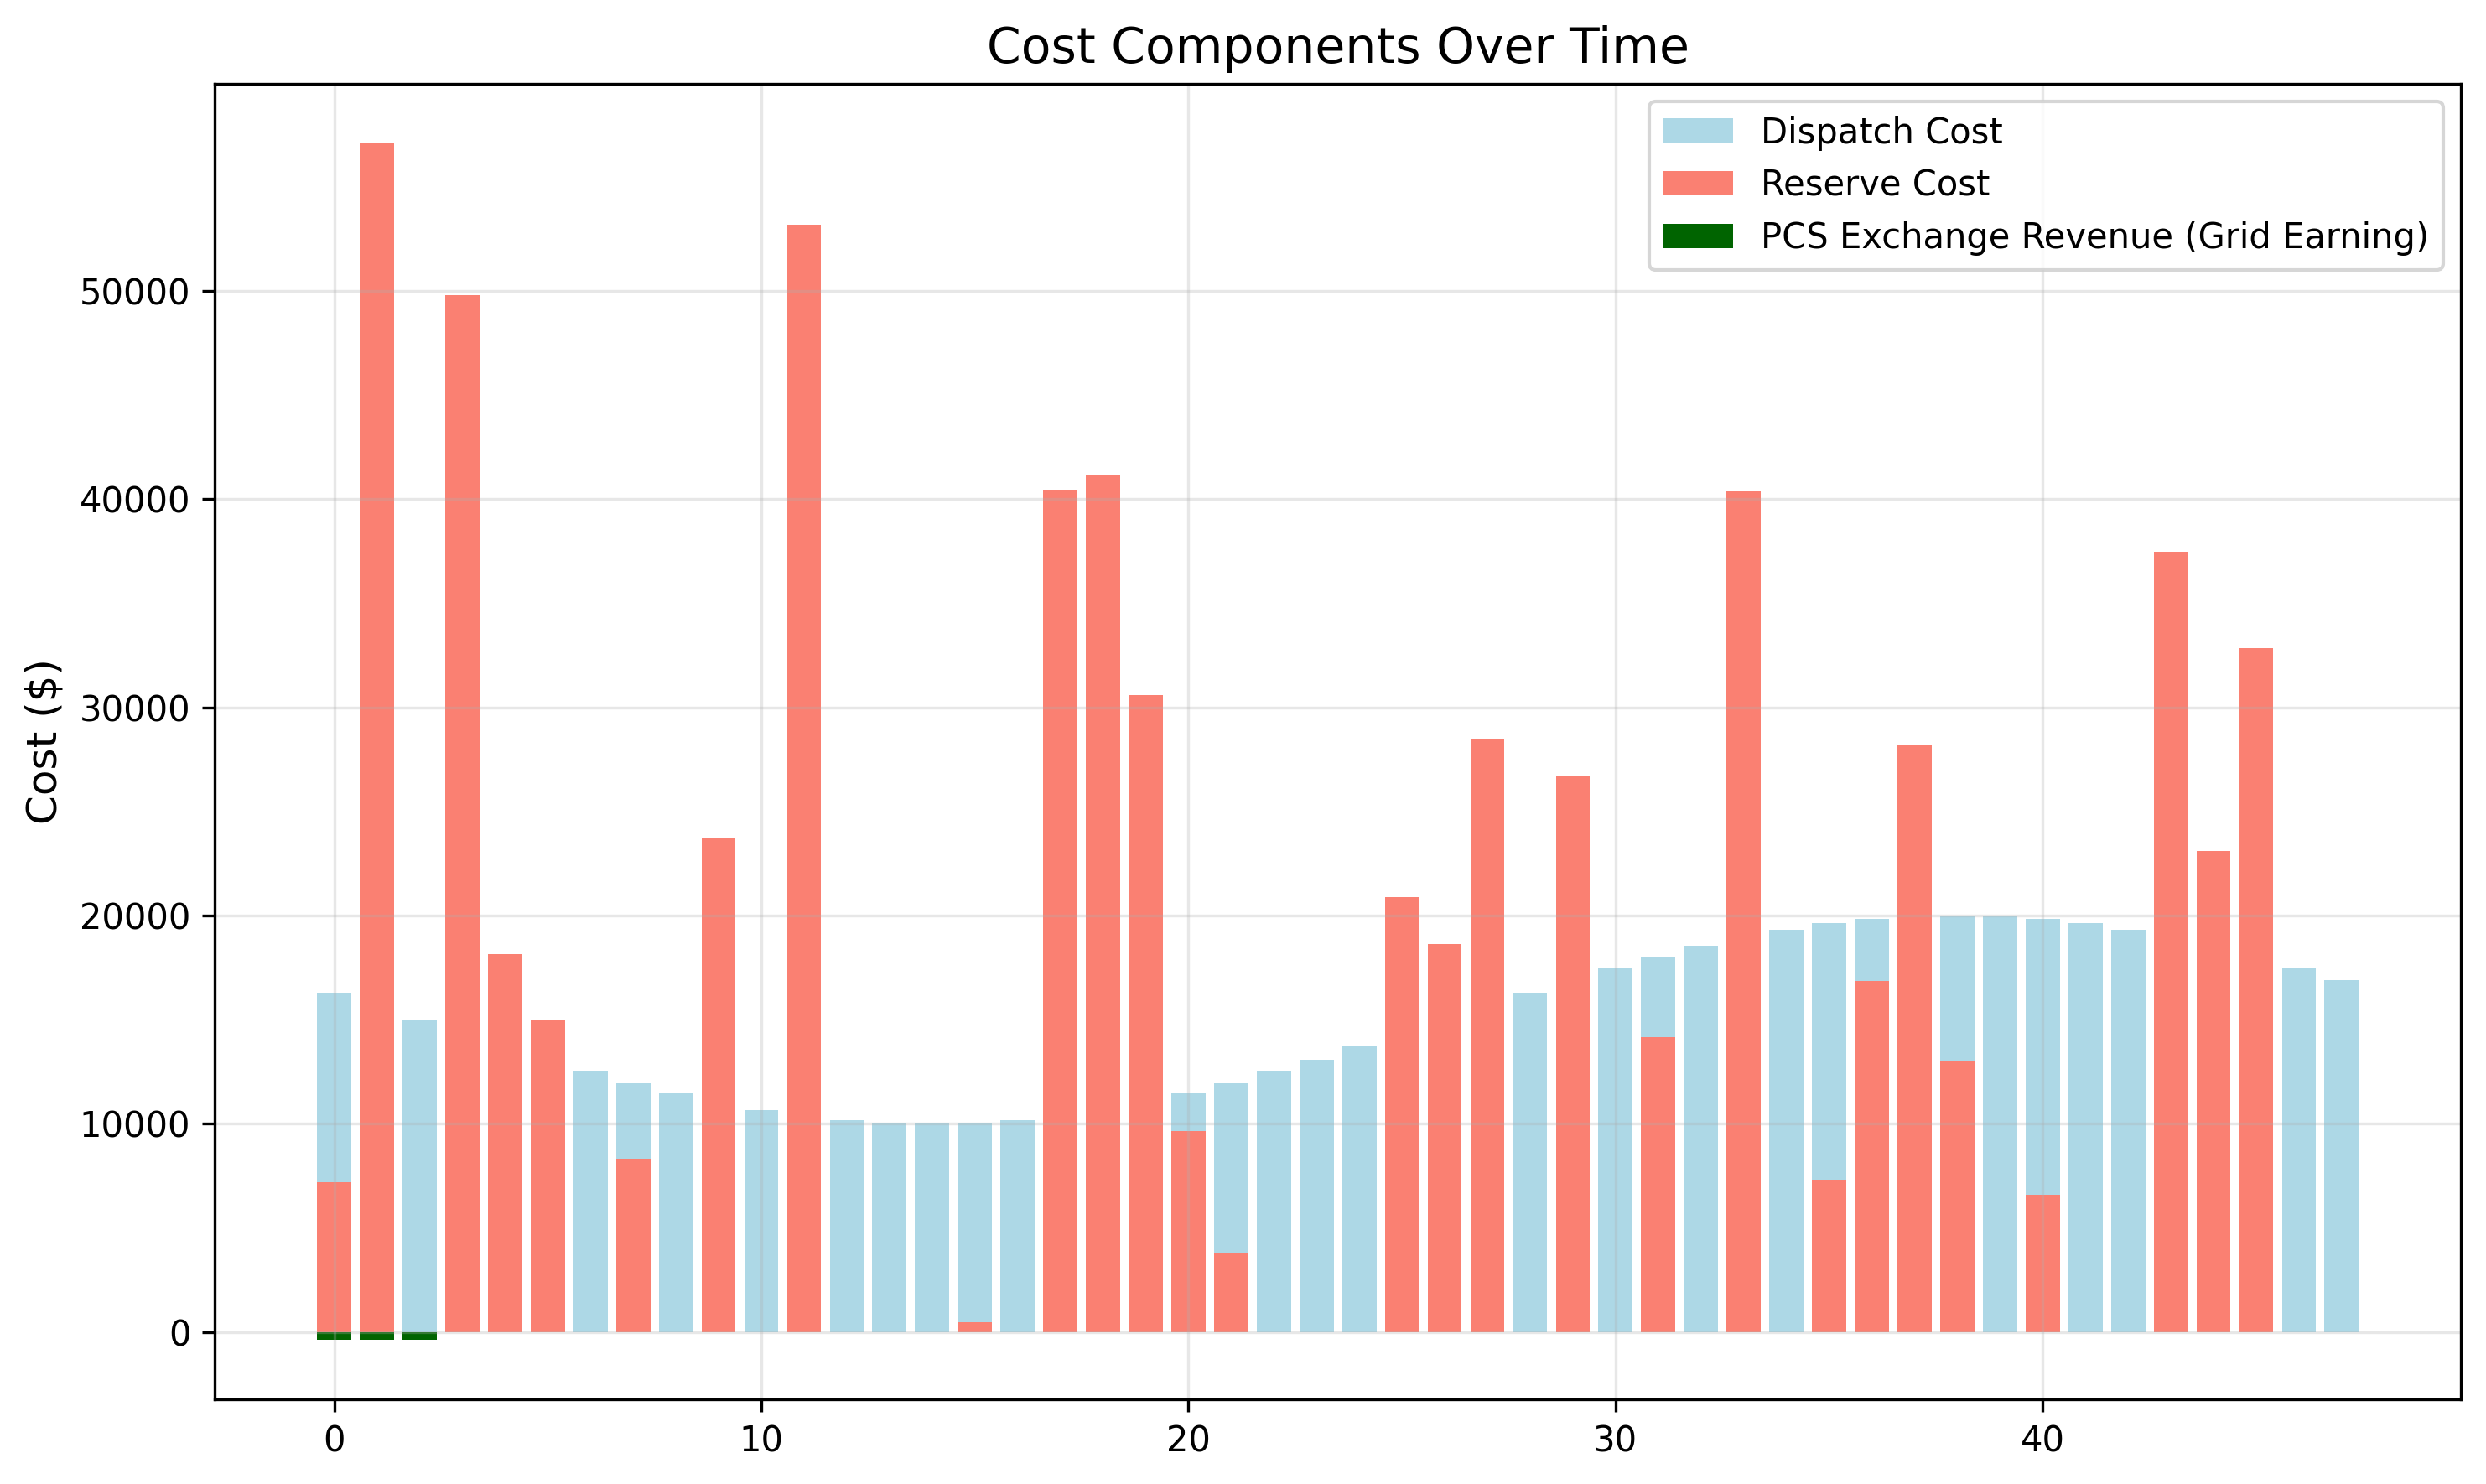 Cost Components Over Time
Dispatch Cost
Reserve Cost
PCS Exchange Revenue (Grid Earning)
Cost ($)
50000
40000
30000
20000
10000
0
0 10 20 30 40